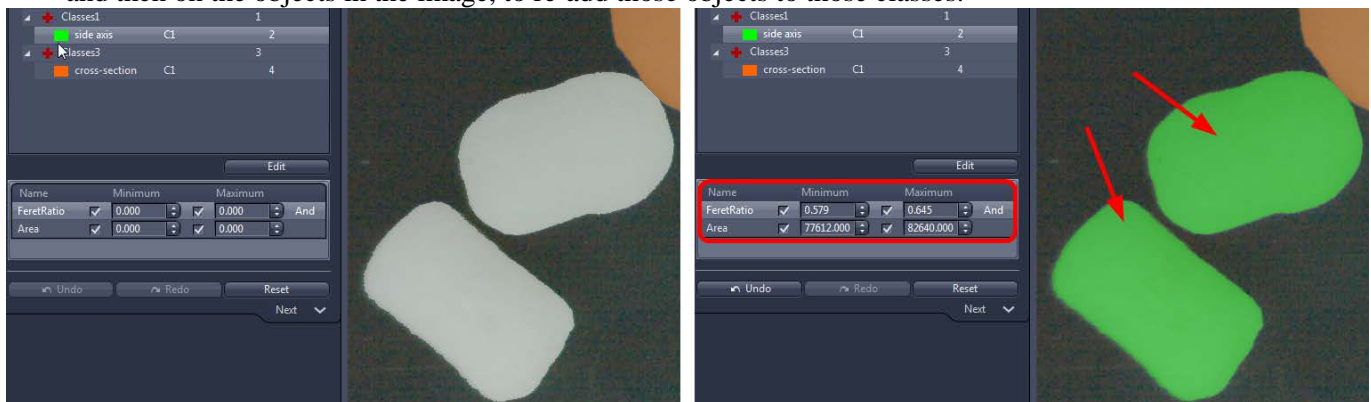 and then on the objects in the image, to re-add those objects to those classes.
Classes1 1
side axis C1 2
Classes3 3
cross-section C1 4
Edit
Name Minimum Maximum
FeretRatio 0.000 0.000 And
Area 0.000 0.000
Undo Redo Reset
Next
Classes1 1
side axis C1 2
Classes3 3
cross-section C1 4
Edit
Name Minimum Maximum
FeretRatio 0.579 0.645 And
Area 77612.000 82640.000
Undo Redo Reset
Next